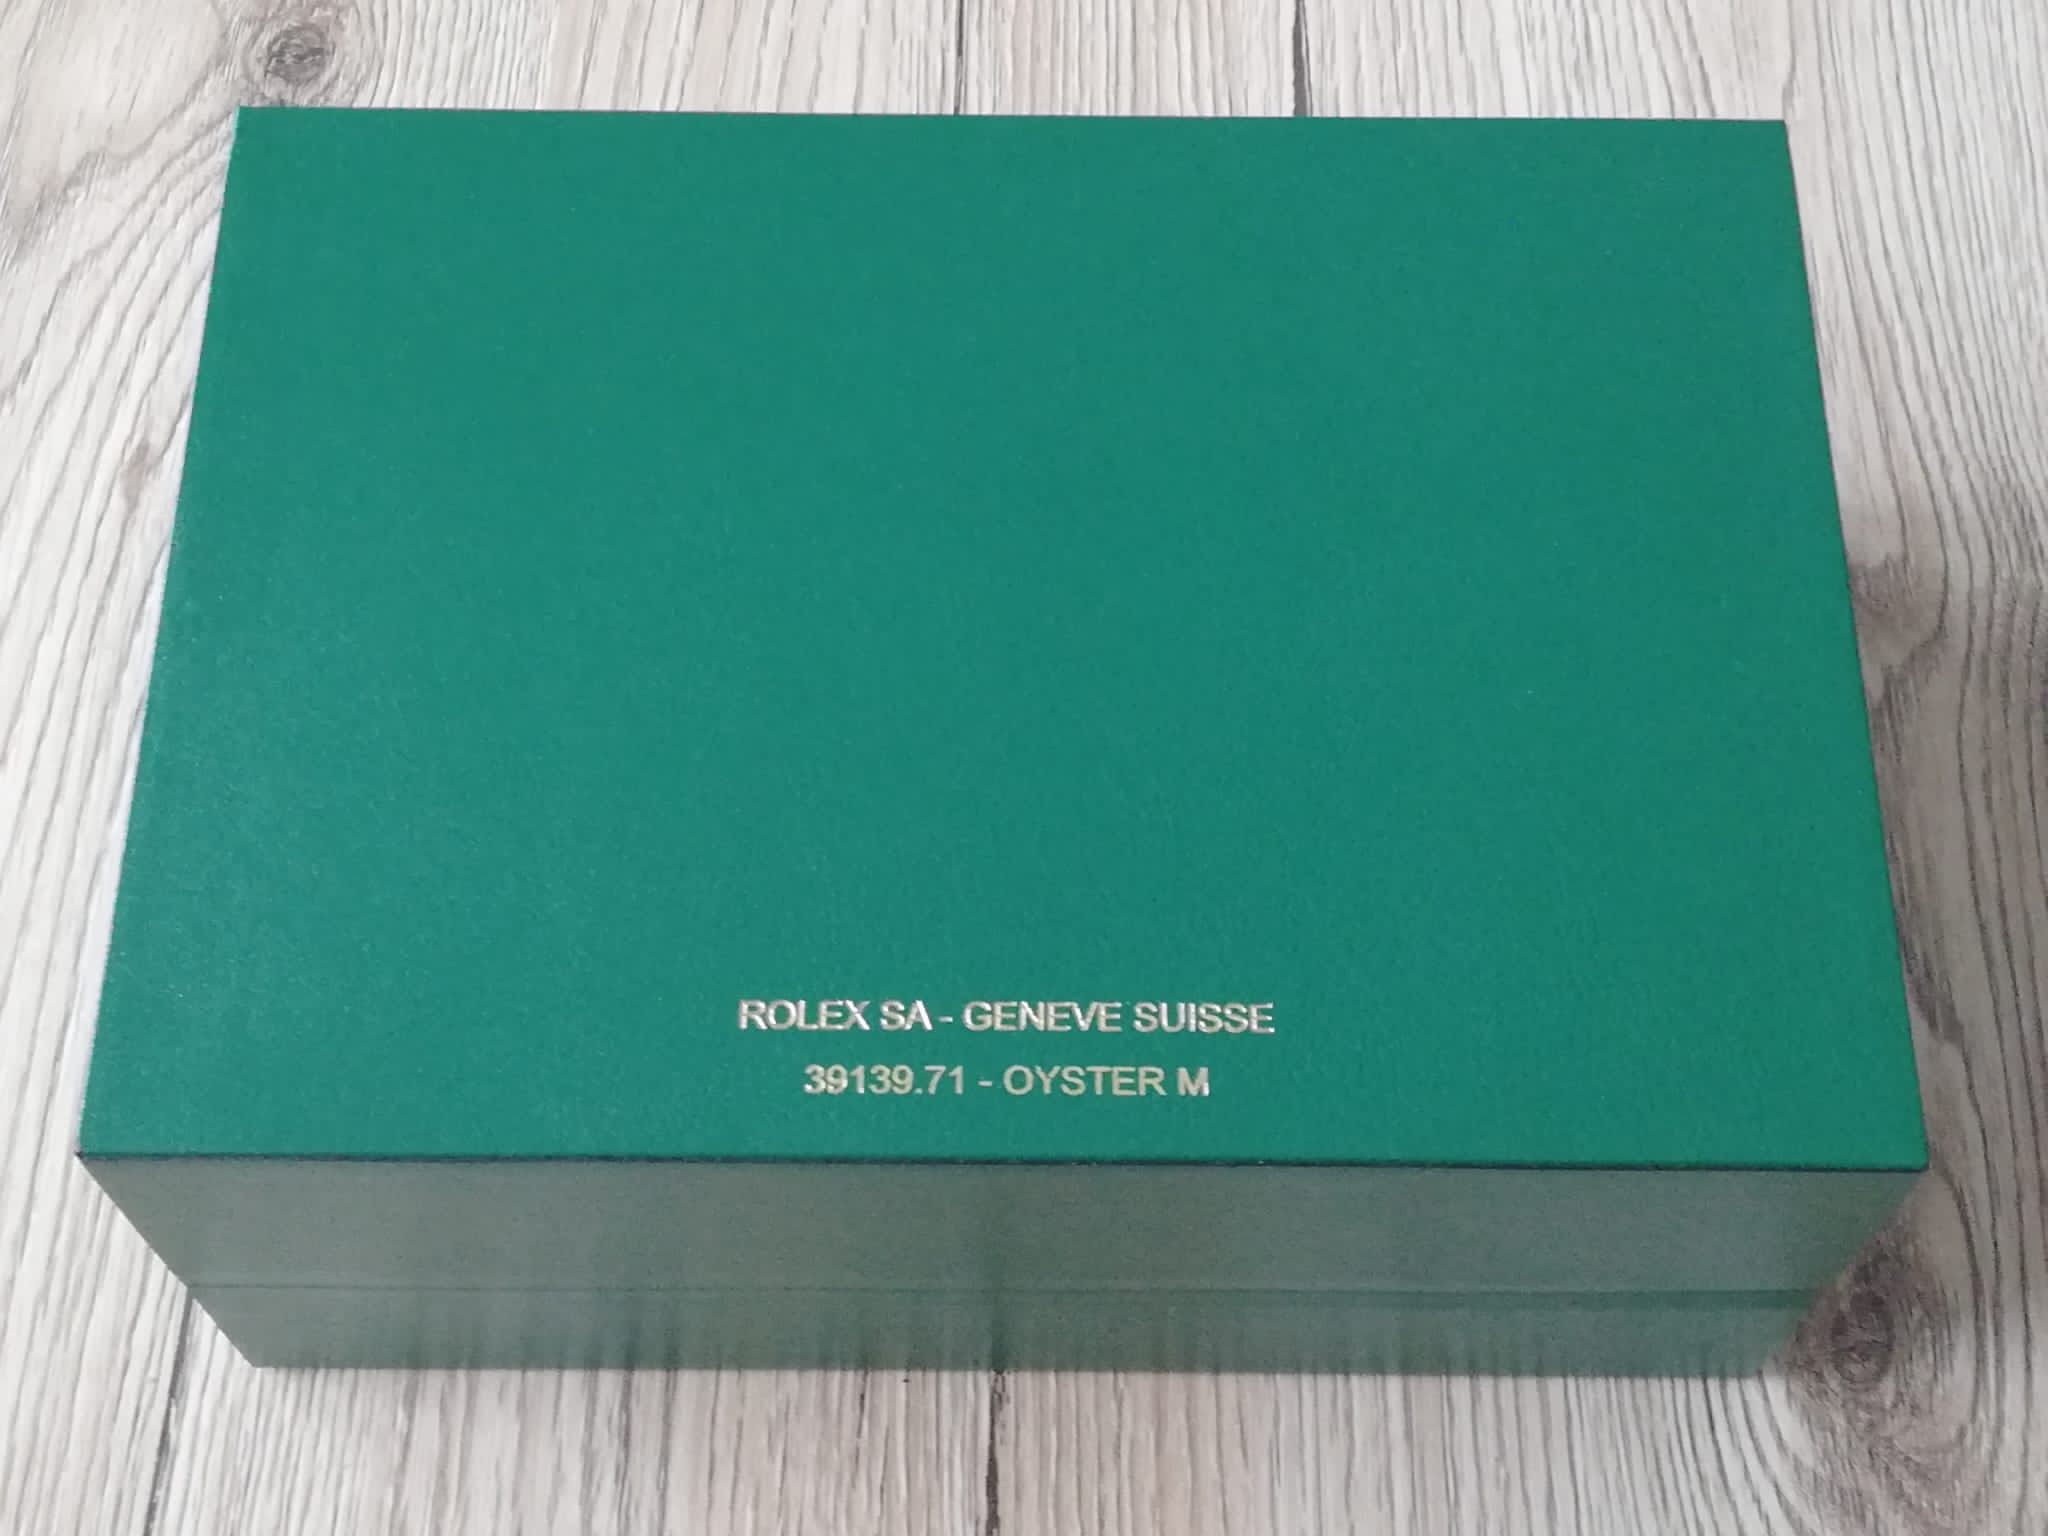 ROLEX SA - GENEVE SUISSE
39139.71 - OYSTER M